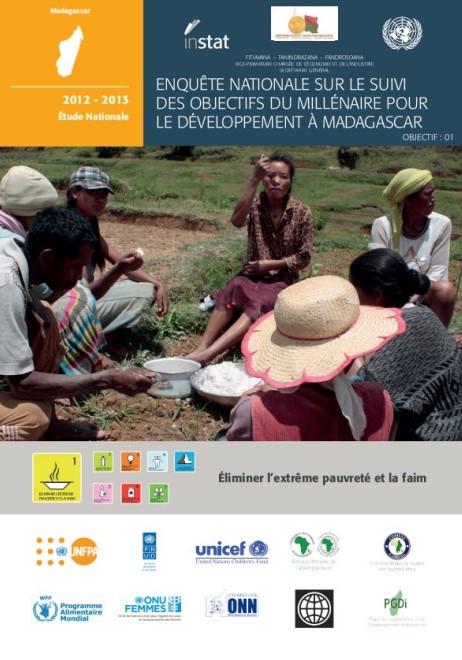 Madagascar
2012 - 2013
Étude Nationale
instat
FITIAVANA - TANINDRAZANA - FANDROSOANA
VICE-PRIMATURE CHARGÉE DE L'ÉCONOMIE ET DE L'INDUSTRIE
SECRÉTARIAT GÉNÉRAL
ENQUÊTE NATIONALE SUR LE SUIVI
DES OBJECTIFS DU MILLÉNAIRE POUR
LE DÉVELOPPEMENT À MADAGASCAR
OBJECTIF : 01
1
Éliminer l'extrême pauvreté et la faim
UNFPA
unicef
United Nations Children's Fund
WFP
Programme
Alimentaire
Mondial
ONU
FEMMES
ONN
PGDi